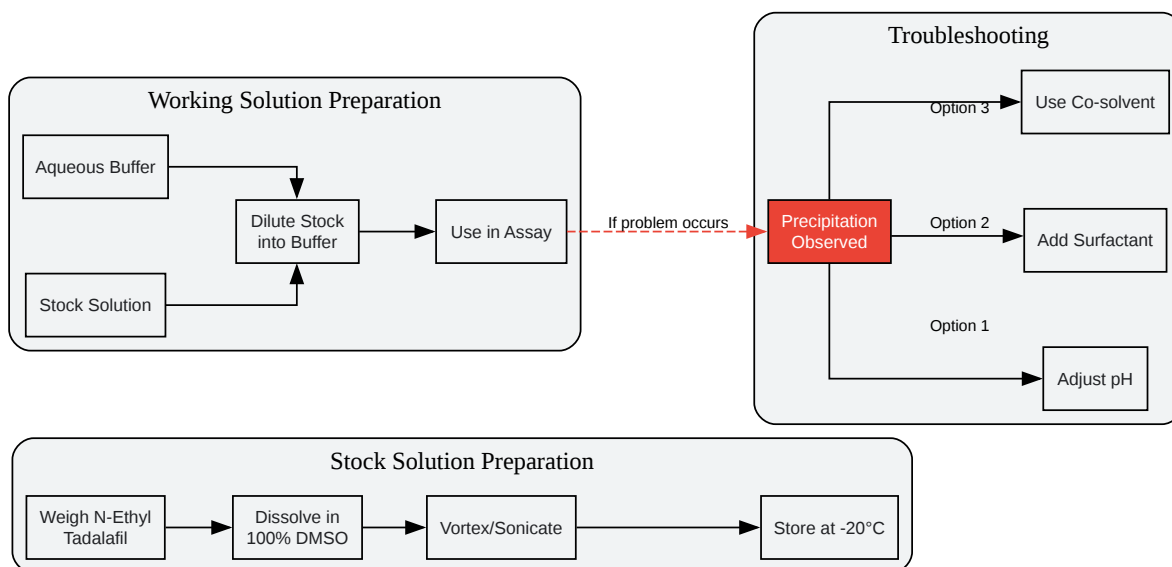 Troubleshooting
Working Solution Preparation
Option 3
Use Co-solvent
Aqueous Buffer
Dilute Stock
into Buffer
Use in Assay
If problem occurs
Precipitation
Observed
Option 2
Add Surfactant
Stock Solution
Option 1
Adjust pH
Stock Solution Preparation
Weigh N-Ethyl
Tadalafil
Dissolve in
100% DMSO
Vortex/Sonicate
Store at -20°C